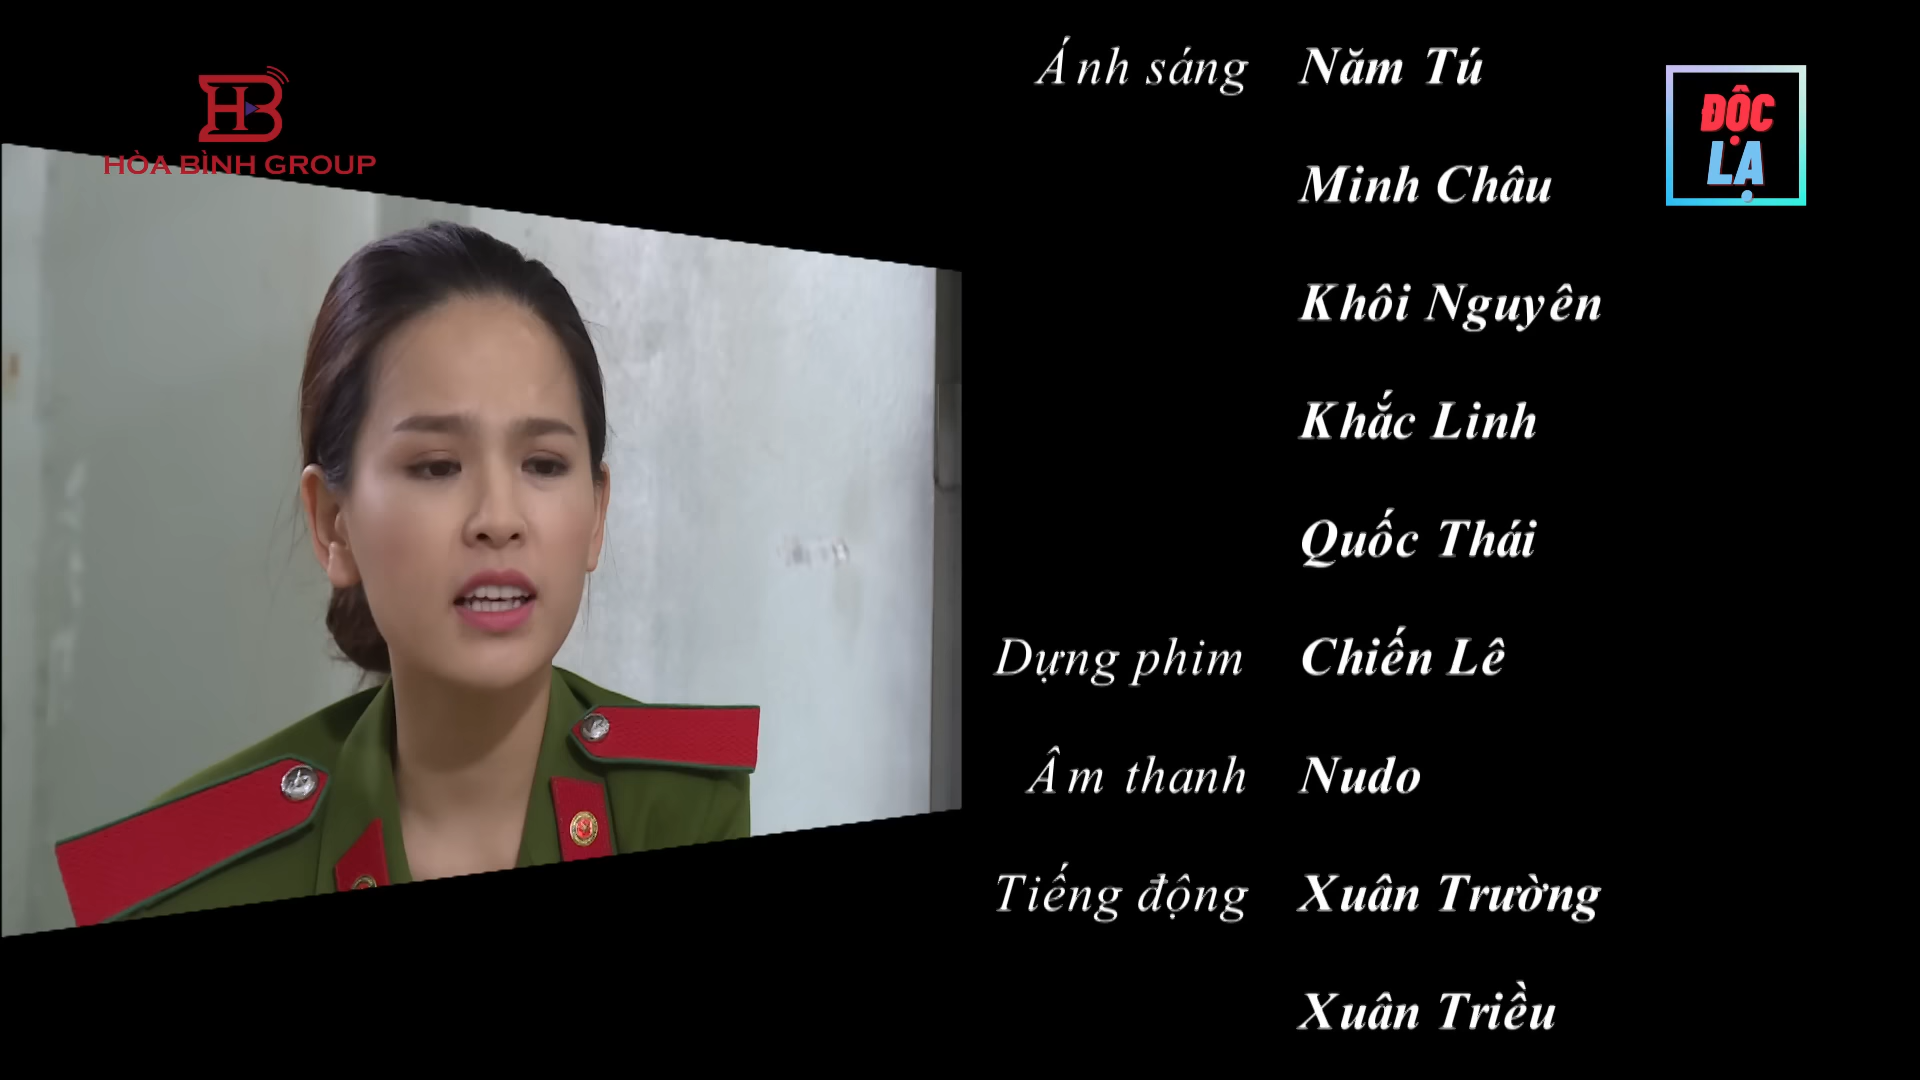 HÒA BÌNH GROUP
ĐỘC
LẠ
Ánh sáng Năm Tú
Minh Châu
Khôi Nguyên
Khắc Linh
Quốc Thái
Dựng phim Chiến Lê
Âm thanh Nudo
Tiếng động Xuân Trường
Xuân Triều